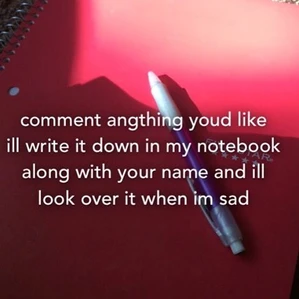 comment angthing youd like
ill write it down in my notebook
along with your name and ill
look over it when im sad